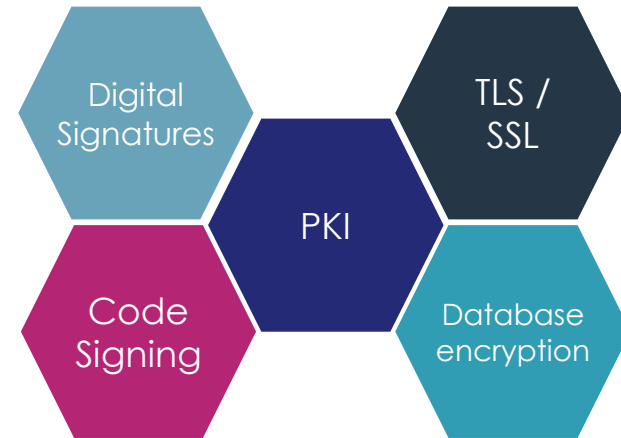 Digital
Signatures
TLS /
SSL
PKI
Code
Signing
Database
encryption